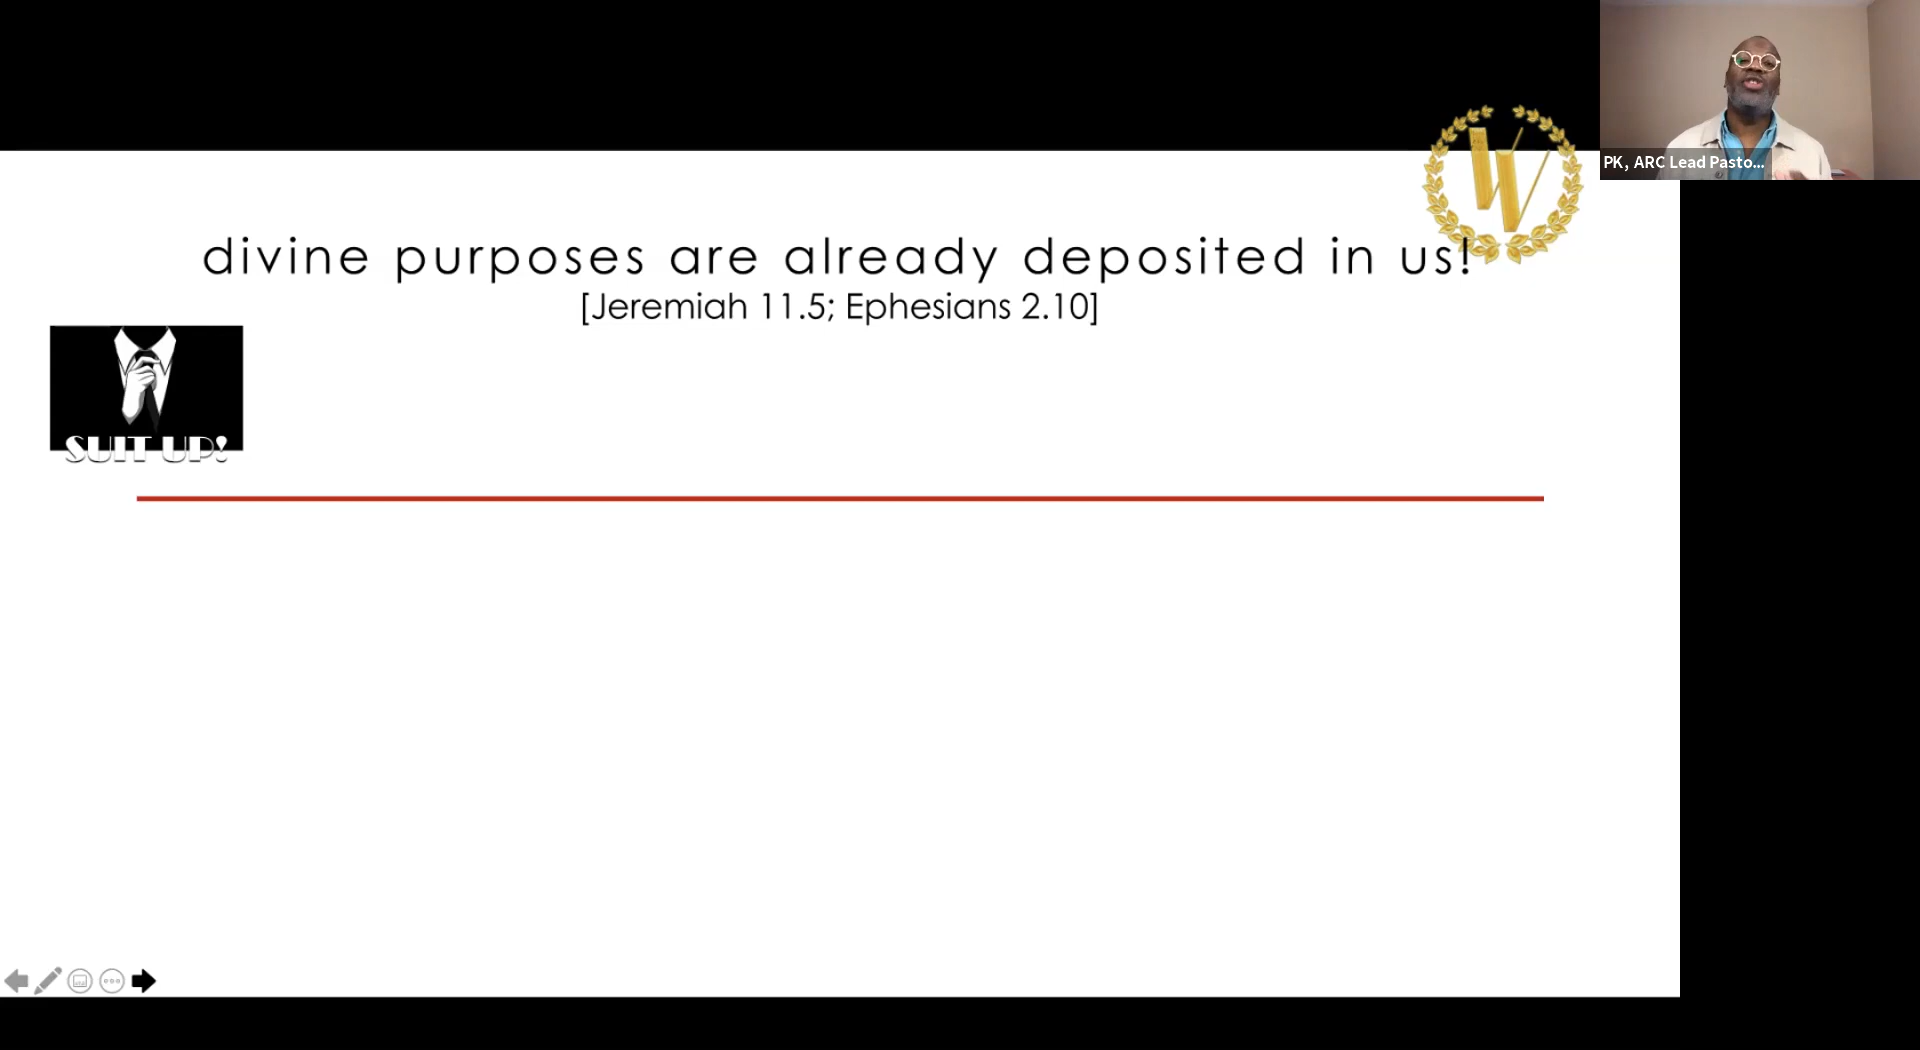 PK, ARC Lead Pasto...
W
divine purposes are already deposited in us!
[Jeremiah 11.5; Ephesians 2.10]
SUIT UP!